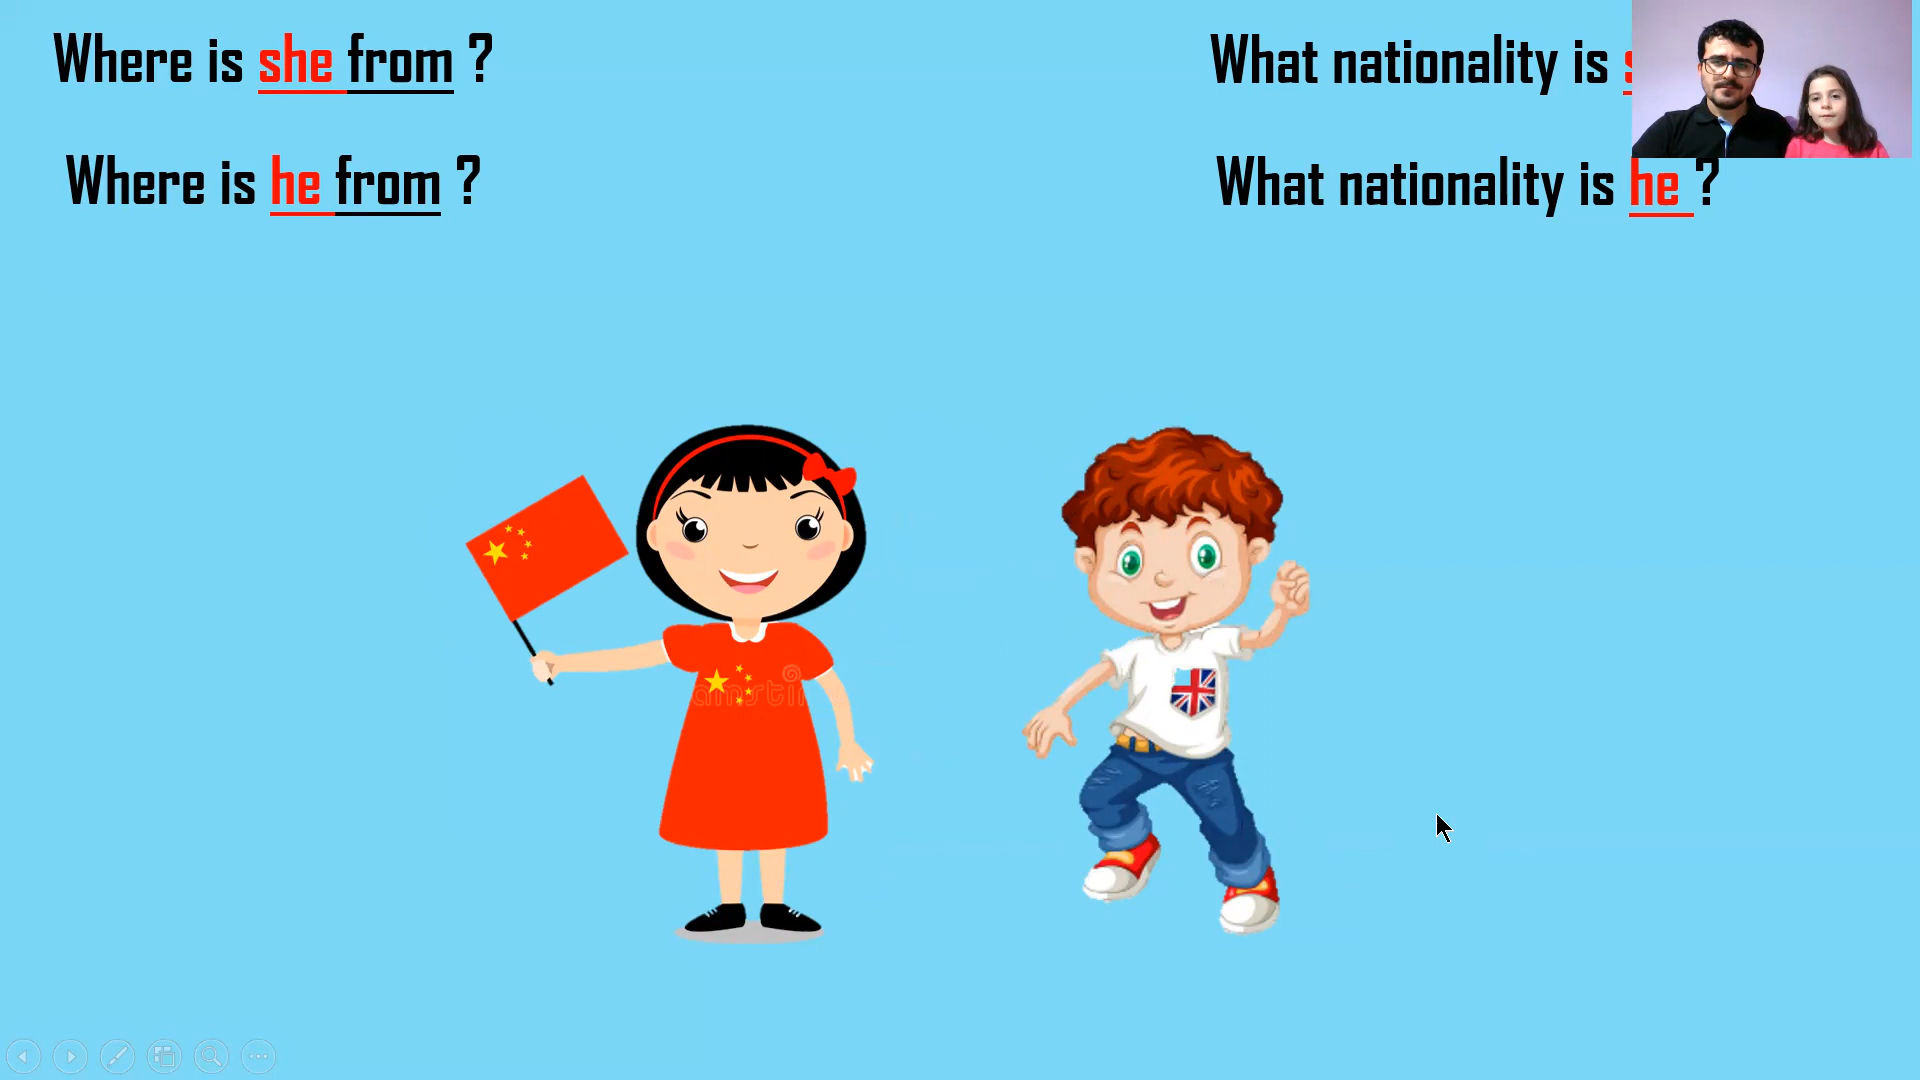 Where is she from ?
What nationality is
Where is he from ?
What nationality is he ?